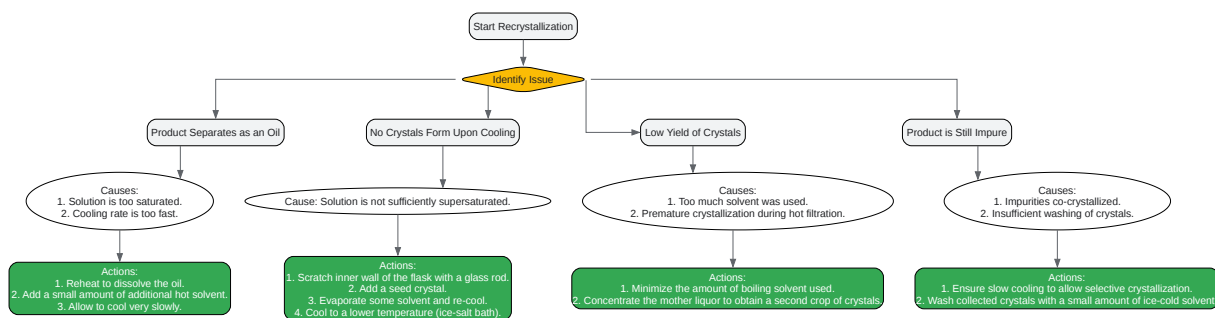 Start Recrystallization
Identify Issue
Product Separates as an Oil
No Crystals Form Upon Cooling
Low Yield of Crystals
Product is Still Impure
Causes:
1. Solution is too saturated.
2. Cooling rate is too fast.
Cause: Solution is not sufficiently supersaturated.
Causes:
1. Too much solvent was used.
2. Premature crystallization during hot filtration.
Causes:
1. Impurities co-crystallized.
2. Insufficient washing of crystals.
Actions:
1. Reheat to dissolve the oil.
2. Add a small amount of additional hot solvent.
3. Allow to cool very slowly.
Actions:
1. Scratch inner wall of the flask with a glass rod.
2. Add a seed crystal.
3. Evaporate some solvent and re-cool.
4. Cool to a lower temperature (ice-salt bath).
Actions:
1. Minimize the amount of boiling solvent used.
2. Concentrate the mother liquor to obtain a second crop of crystals.
Actions:
1. Ensure slow cooling to allow selective crystallization.
2. Wash collected crystals with a small amount of ice-cold solvent